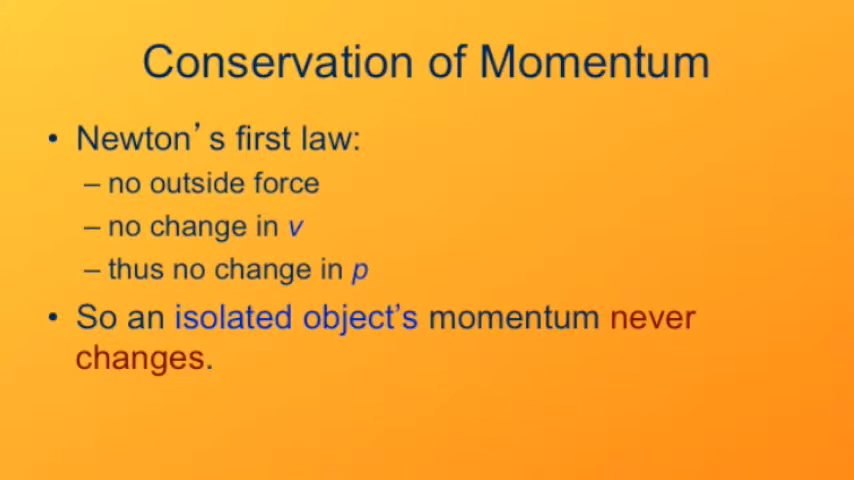 Conservation of Momentum
• Newton’s first law:
– no outside force
– no change in v
– thus no change in p
• So an isolated object’s momentum never
changes.